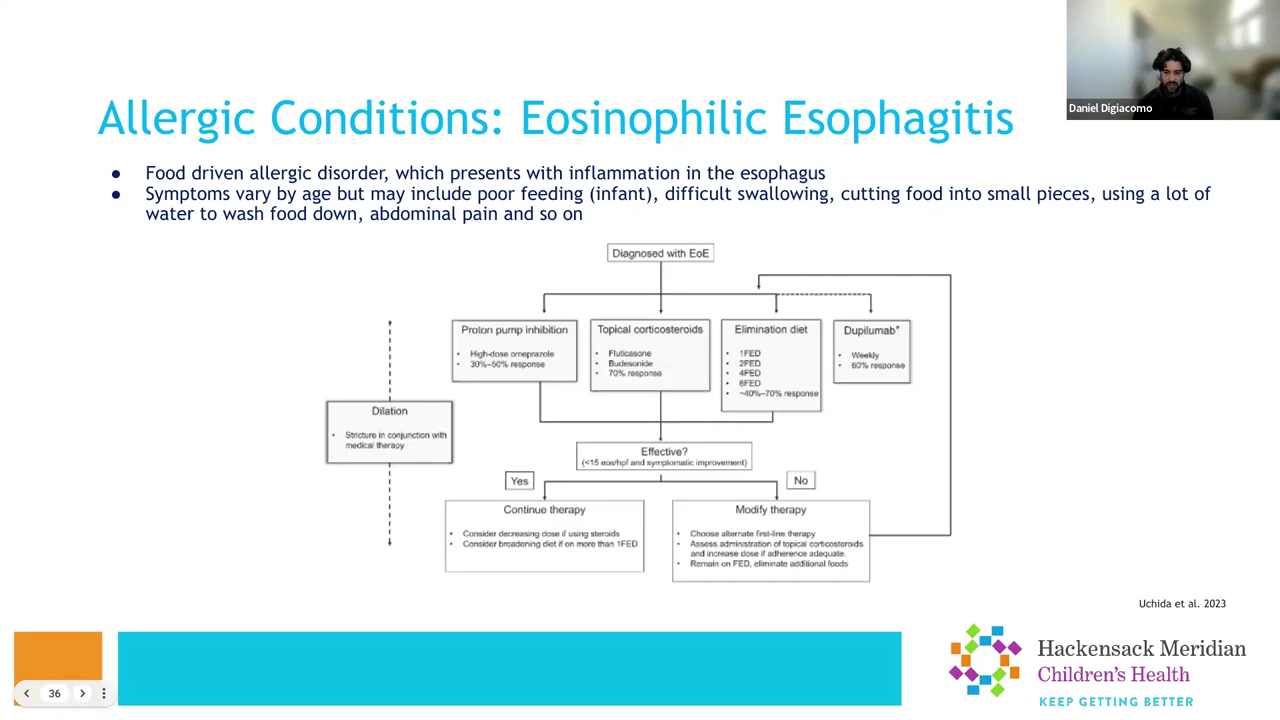 Daniel Digiacomo
Allergic Conditions: Eosinophilic Esophagitis
● Food driven allergic disorder, which presents with inflammation in the esophagus
● Symptoms vary by age but may include poor feeding (infant), difficult swallowing, cutting food into small pieces, using a lot of
water to wash food down, abdominal pain and so on
Diagnosed with EoE
Proton pump inhibition
• High-dose omeprazole
• 30%–50% response
Topical corticosteroids
• Fluticasone
• Budesonide
• 70% response
Elimination diet
• 1FED
• 2FED
• 4FED
• 6FED
• ~40%–70% response
Dupilumab*
• Weekly
• 60% response
Dilation
• Stricture in conjunction with
medical therapy
Effective?
(<15 eos/hpf and symptomatic improvement)
Yes
No
Continue therapy
• Consider decreasing dose if using steroids
• Consider broadening diet if on more than 1FED
Modify therapy
• Choose alternate first-line therapy
• Assess administration of topical corticosteroids
and increase dose if adherence adequate.
• Remain on FED, eliminate additional foods
Uchida et al. 2023
Hackensack Meridian
Children's Health
KEEP GETTING BETTER
36